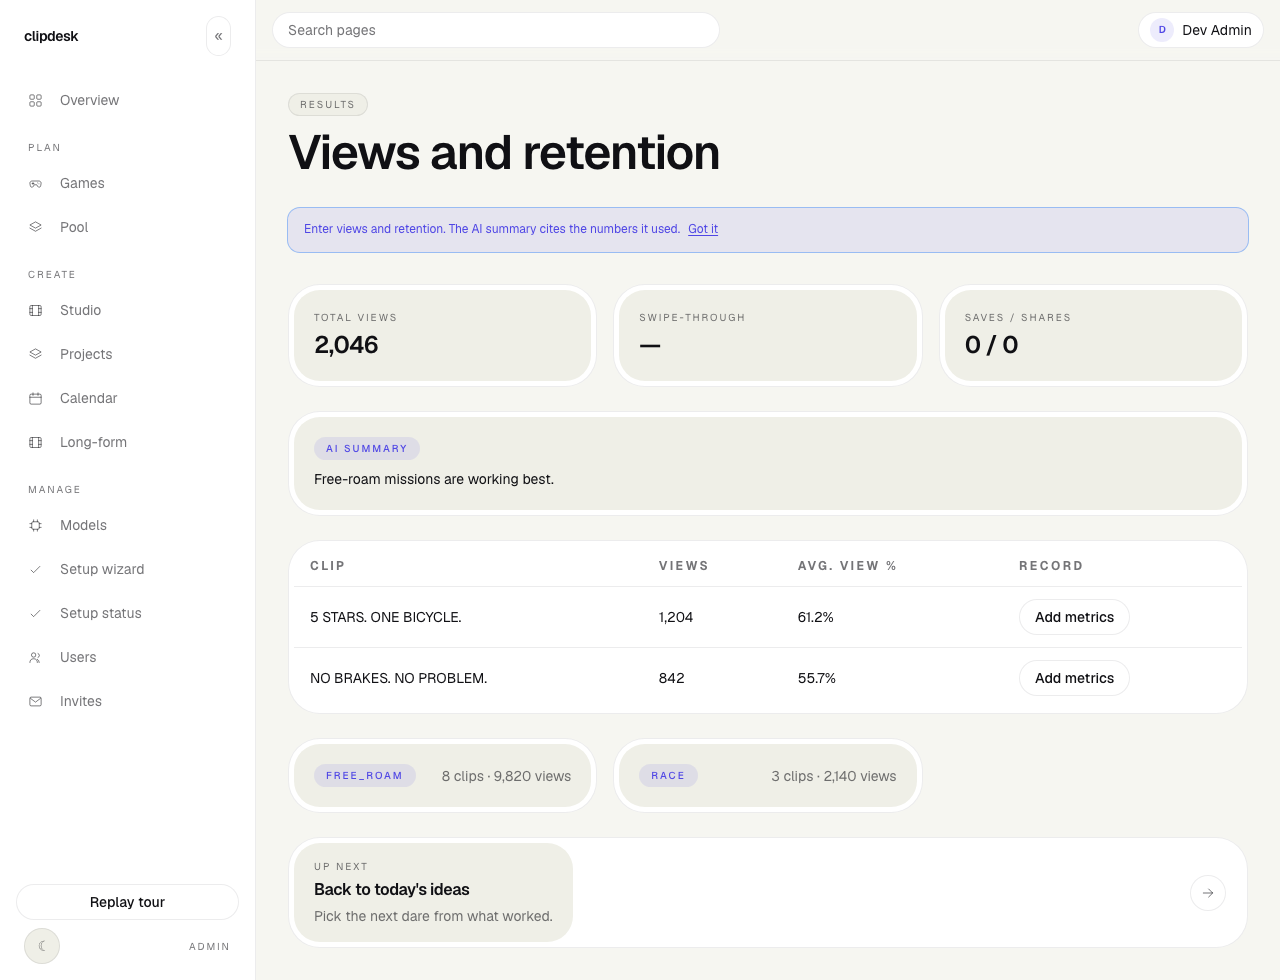 clipdesk
«
Search pages
D
Dev Admin
Overview
PLAN
Games
Pool
CREATE
Studio
Projects
Calendar
Long-form
MANAGE
Models
Setup wizard
Setup status
Users
Invites
Replay tour
ADMIN
RESULTS
Views and retention
Enter views and retention. The AI summary cites the numbers it used. Got it
TOTAL VIEWS
2,046
SWIPE-THROUGH
—
SAVES / SHARES
0 / 0
AI SUMMARY
Free-roam missions are working best.
CLIP VIEWS AVG. VIEW % RECORD
5 STARS. ONE BICYCLE. 1,204 61.2% Add metrics
NO BRAKES. NO PROBLEM. 842 55.7% Add metrics
FREE_ROAM 8 clips · 9,820 views
RACE 3 clips · 2,140 views
UP NEXT
Back to today's ideas
Pick the next dare from what worked.